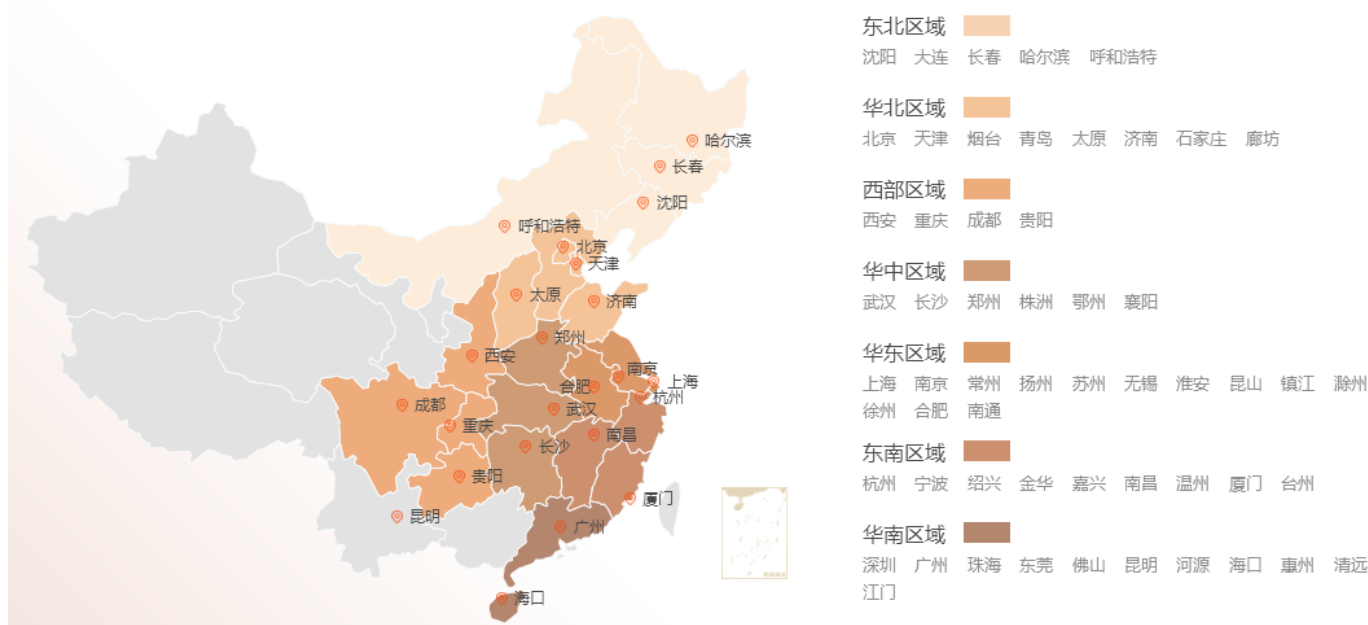 哈尔滨
长春
沈阳
呼和浩特
北京
天津
太原
济南
郑州
西安
南京
合肥
上海
杭州
成都
武汉
重庆
南昌
长沙
贵阳
厦门
昆明
广州
海口
东北区域
沈阳 大连 长春 哈尔滨 呼和浩特
华北区域
北京 天津 烟台 青岛 太原 济南 石家庄 廊坊
西部区域
西安 重庆 成都 贵阳
华中区域
武汉 长沙 郑州 株洲 鄂州 襄阳
华东区域
上海 南京 常州 扬州 苏州 无锡 淮安 昆山 镇江 滁州
徐州 合肥 南通
东南区域
杭州 宁波 绍兴 金华 嘉兴 南昌 温州 厦门 台州
华南区域
深圳 广州 珠海 东莞 佛山 昆明 河源 海口 惠州 清远
江门